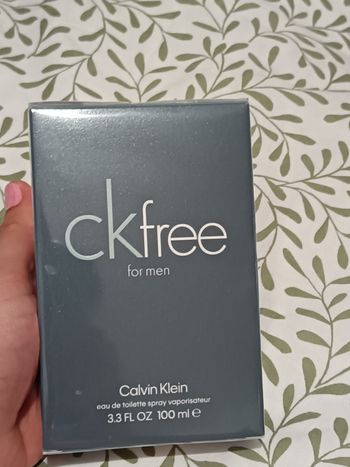 ckfree
for men
Calvin Klein
eau de toilette spray vaporisateur
3.3 FL OZ 100 ml ℮